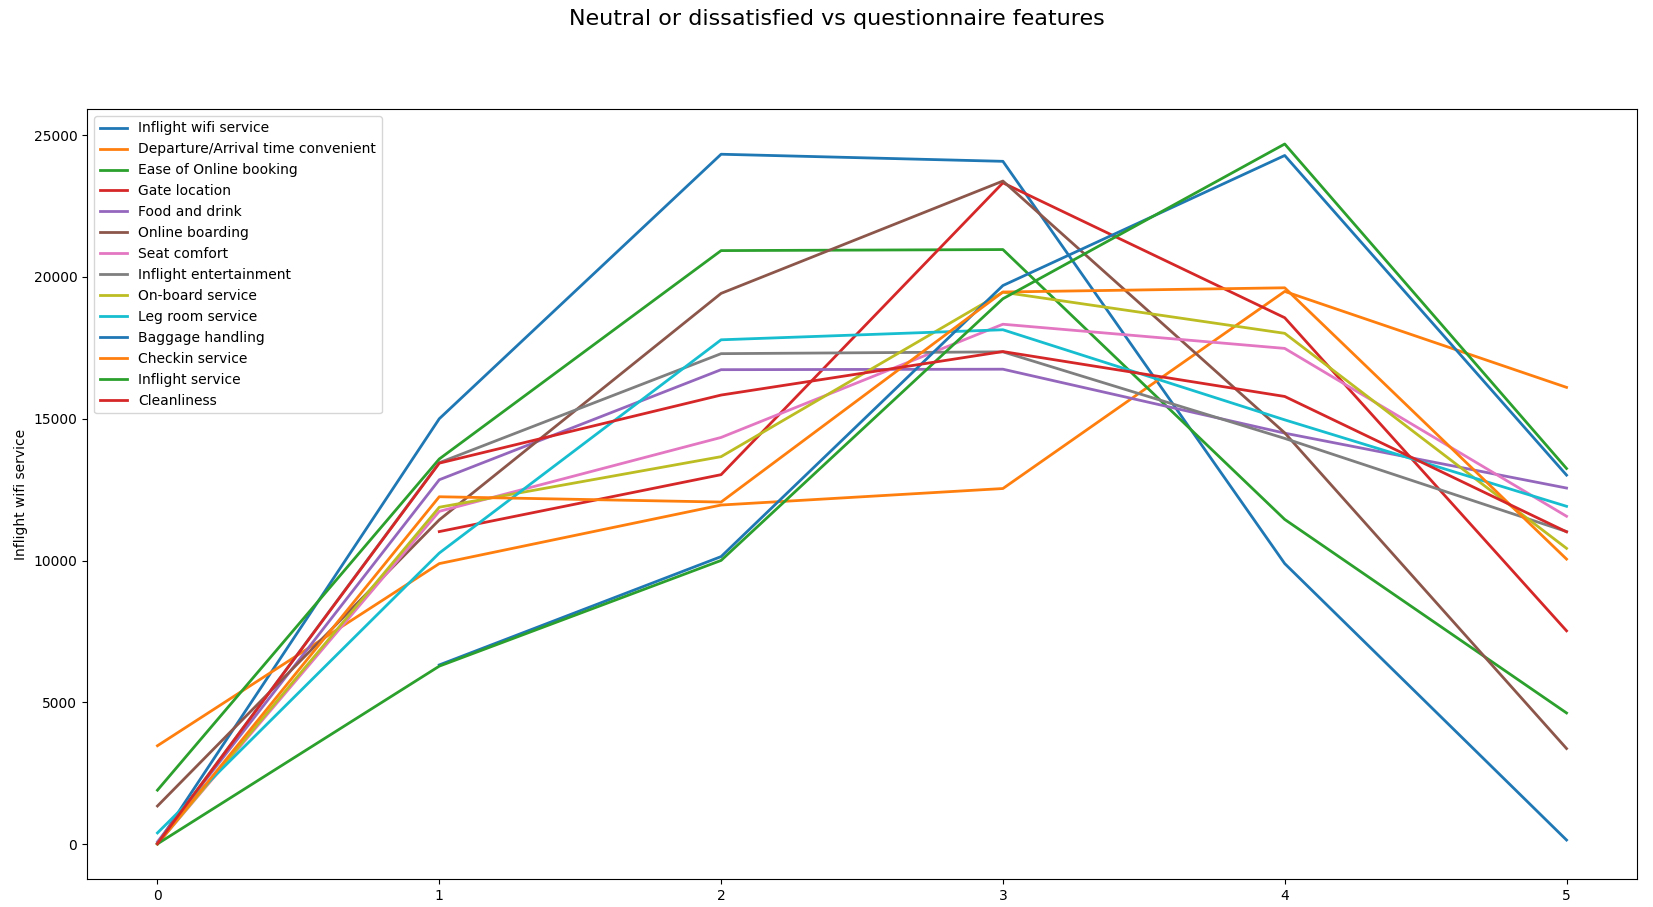 Neutral or dissatisfied vs questionnaire features
Inflight wifi service
Departure/Arrival time convenient
Ease of Online booking
Gate location
Food and drink
Online boarding
Seat comfort
Inflight entertainment
On-board service
Leg room service
Baggage handling
Checkin service
Inflight service
Cleanliness
25000
20000
15000
10000
5000
0
Inflight wifi service
0 1 2 3 4 5